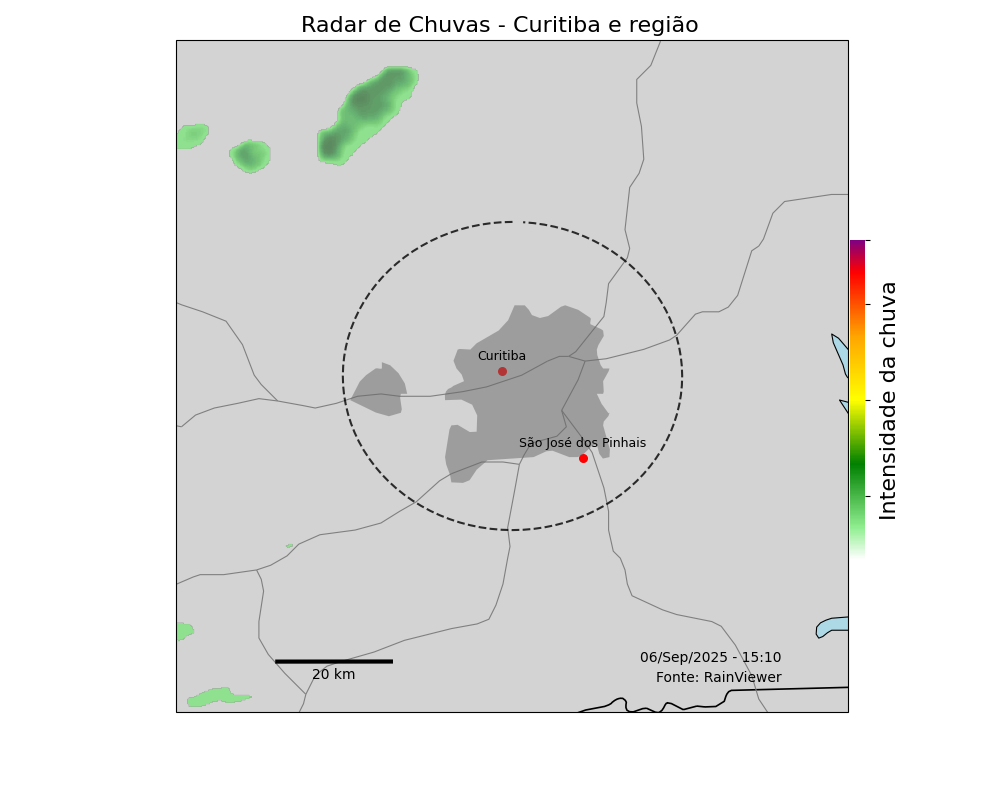 Radar de Chuvas - Curitiba e região
Curitiba
São José dos Pinhais
Intensidade da chuva
20 km
06/Sep/2025 - 15:10
Fonte: RainViewer